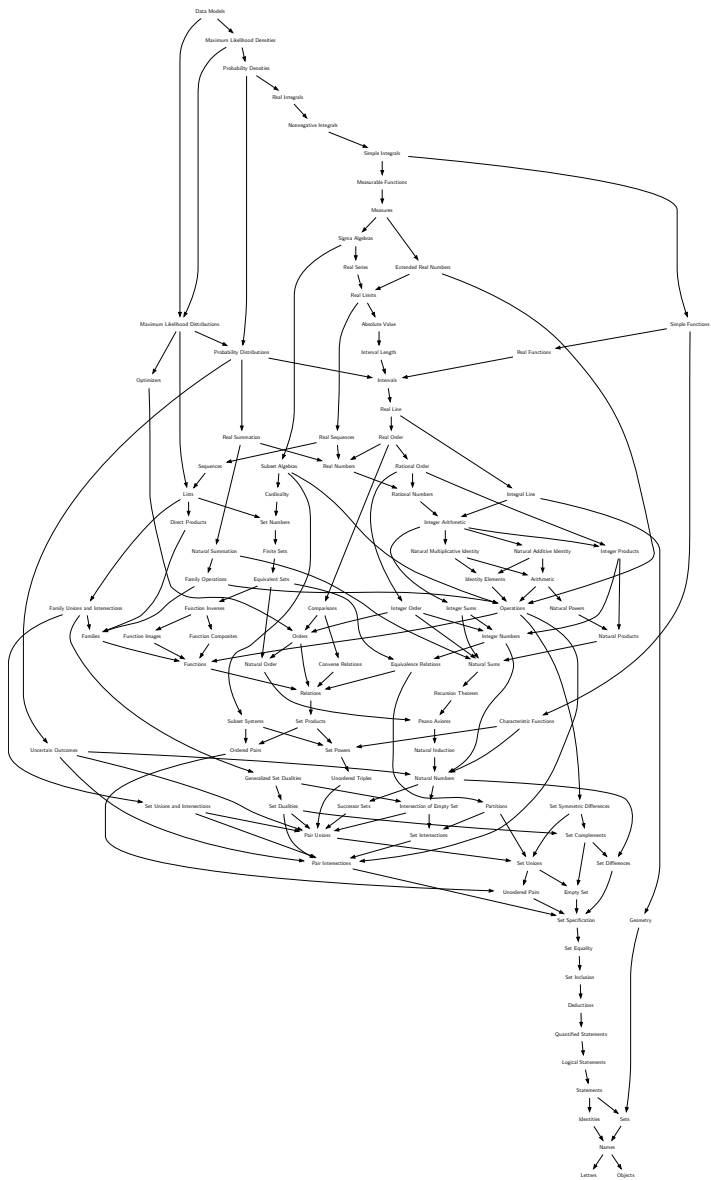 Data Models
Maximum Likelihood Densities
Probability Densities
Real Integrals
Nonnegative Integrals
Simple Integrals
Measurable Functions
Measures
Sigma Algebras
Real Series
Extended Real Numbers
Real Limits
Maximum Likelihood Distributions
Absolute Value
Simple Functions
Probability Distributions
Interval Length
Real Functions
Optimizers
Intervals
Real Line
Real Summation
Real Sequences
Real Order
Sequences
Subset Algebras
Real Numbers
Rational Order
Lists
Cardinality
Rational Numbers
Integral Line
Direct Products
Set Numbers
Integer Arithmetic
Natural Summation
Finite Sets
Natural Multiplicative Identity
Natural Additive Identity
Integer Products
Family Operations
Equivalent Sets
Identity Elements
Arithmetic
Family Unions and Intersections
Function Inverses
Comparisons
Integer Order
Integer Sums
Operations
Natural Powers
Families
Function Images
Function Composites
Orders
Integer Numbers
Natural Products
Functions
Natural Order
Converse Relations
Equivalence Relations
Natural Sums
Relations
Recursion Theorem
Subset Systems
Set Products
Peano Axioms
Characteristic Functions
Uncertain Outcomes
Ordered Pairs
Set Powers
Natural Induction
Generalized Set Dualities
Unordered Triples
Natural Numbers
Set Unions and Intersections
Set Dualities
Successor Sets
Intersection of Empty Set
Partitions
Set Symmetric Differences
Pair Unions
Set Intersections
Set Complements
Pair Intersections
Set Unions
Set Differences
Unordered Pairs
Empty Set
Set Specification
Geometry
Set Equality
Set Inclusion
Deductions
Quantified Statements
Logical Statements
Statements
Identities
Sets
Names
Letters
Objects